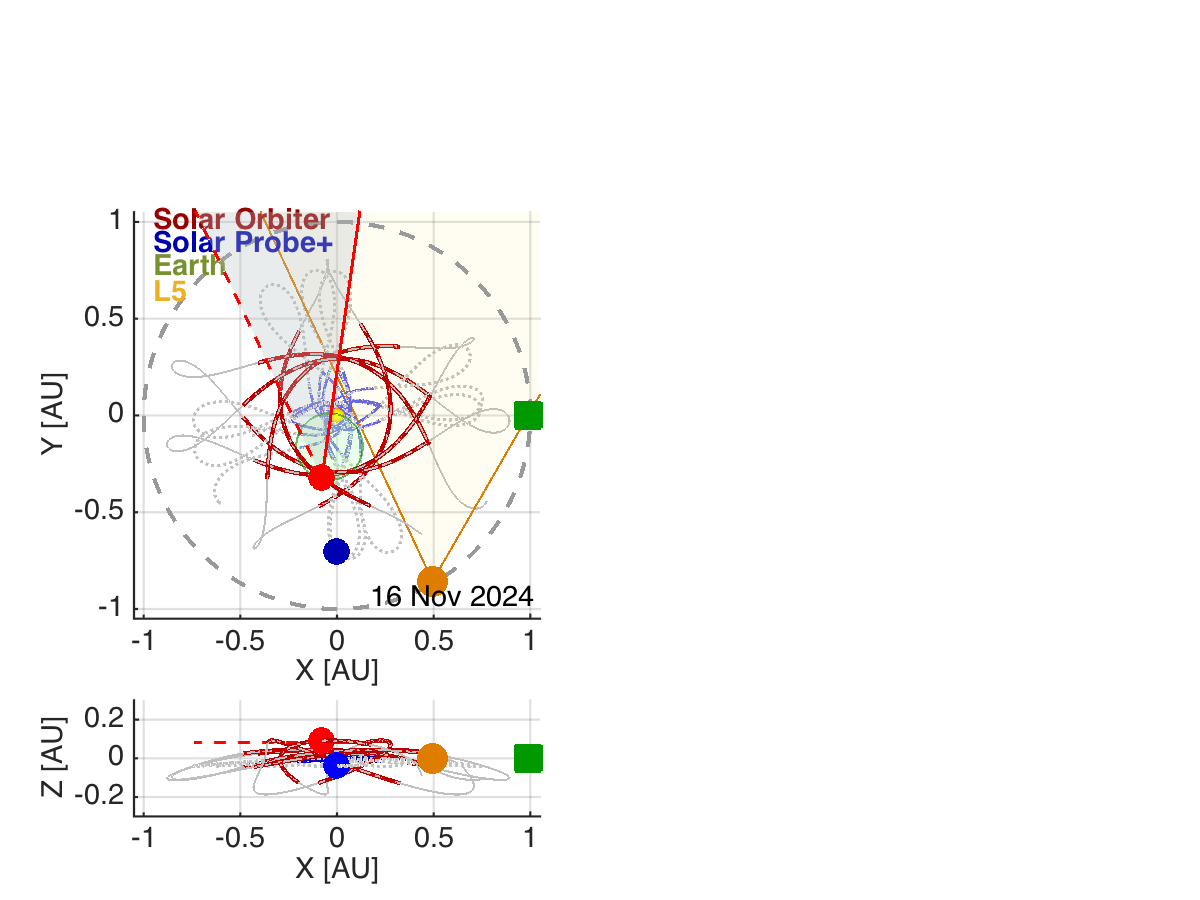 Solar Orbiter
Solar Probe+
Earth
L5
1
0.5
0
-0.5
-1
Y [AU]
16 Nov 2024
-1 -0.5 0 0.5 1
X [AU]
0.2
0
-0.2
Z [AU]
-1 -0.5 0 0.5 1
X [AU]